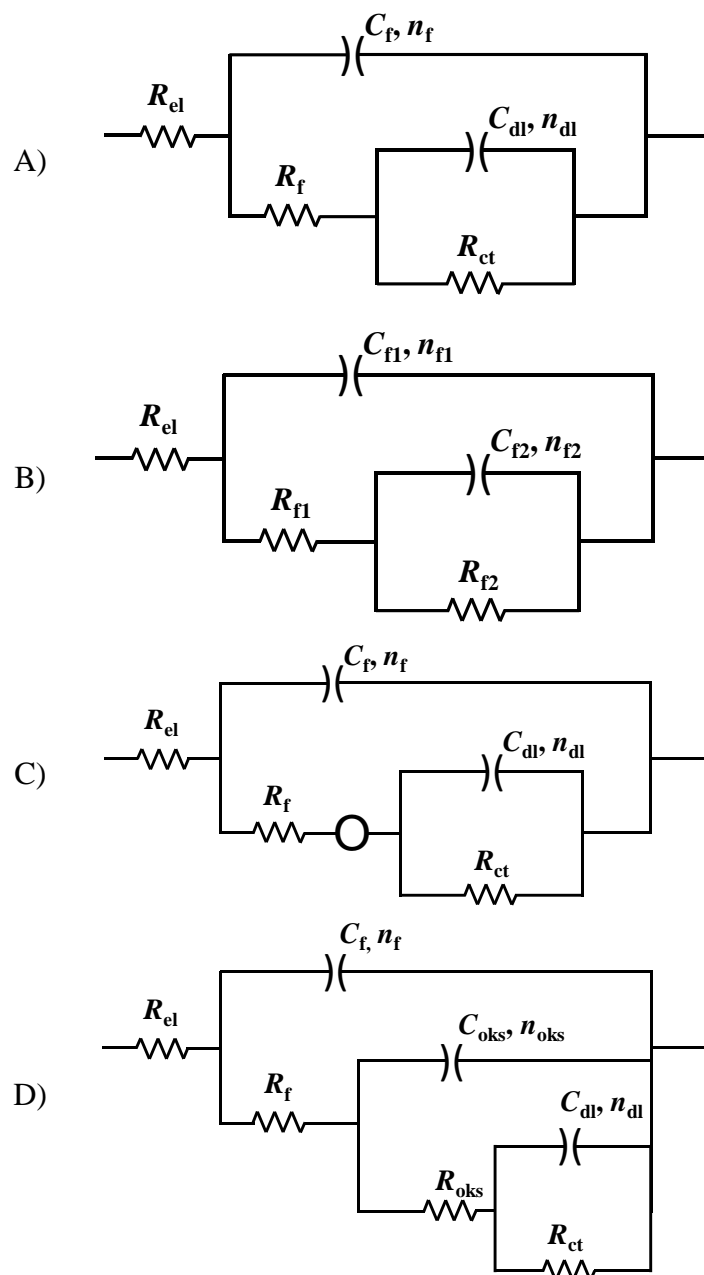 C_f, n_f
R_el
C_dl, n_dl
A)
R_f
R_ct
C_f1, n_f1
R_el
C_f2, n_f2
B)
R_f1
R_f2
C_f, n_f
R_el
C_dl, n_dl
C)
R_f
O
R_ct
C_f, n_f
R_el
C_oks, n_oks
R_f
D)
C_dl, n_dl
R_oks
R_ct